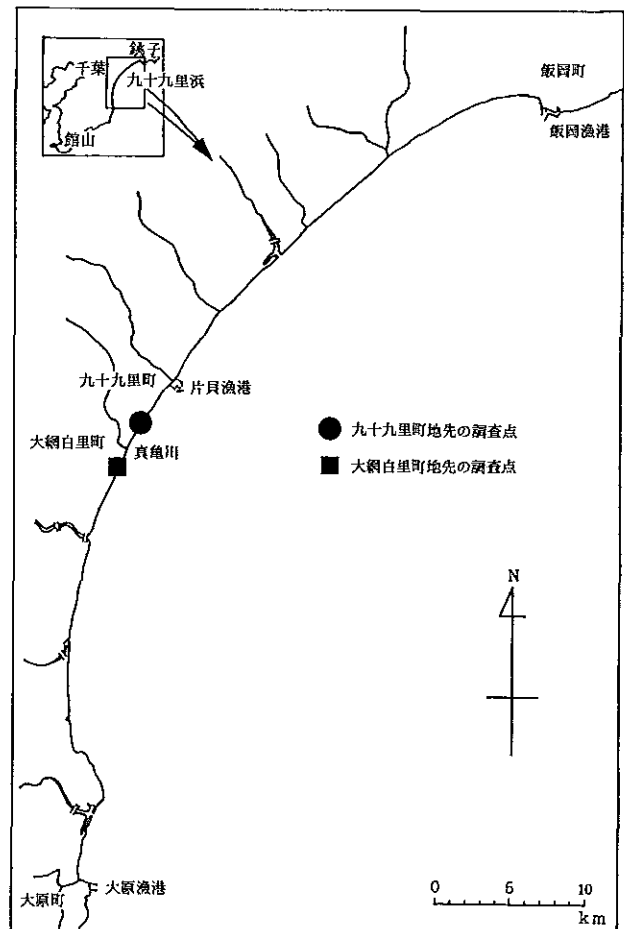 銚子
千葉
九十九里浜
館山
飯岡町
飯岡漁港
九十九里町
片貝漁港
大網白里町
真亀川
● 九十九里町地先の調査点
■ 大網白里町地先の調査点
N
大原漁港
大原町
0 5 10
km